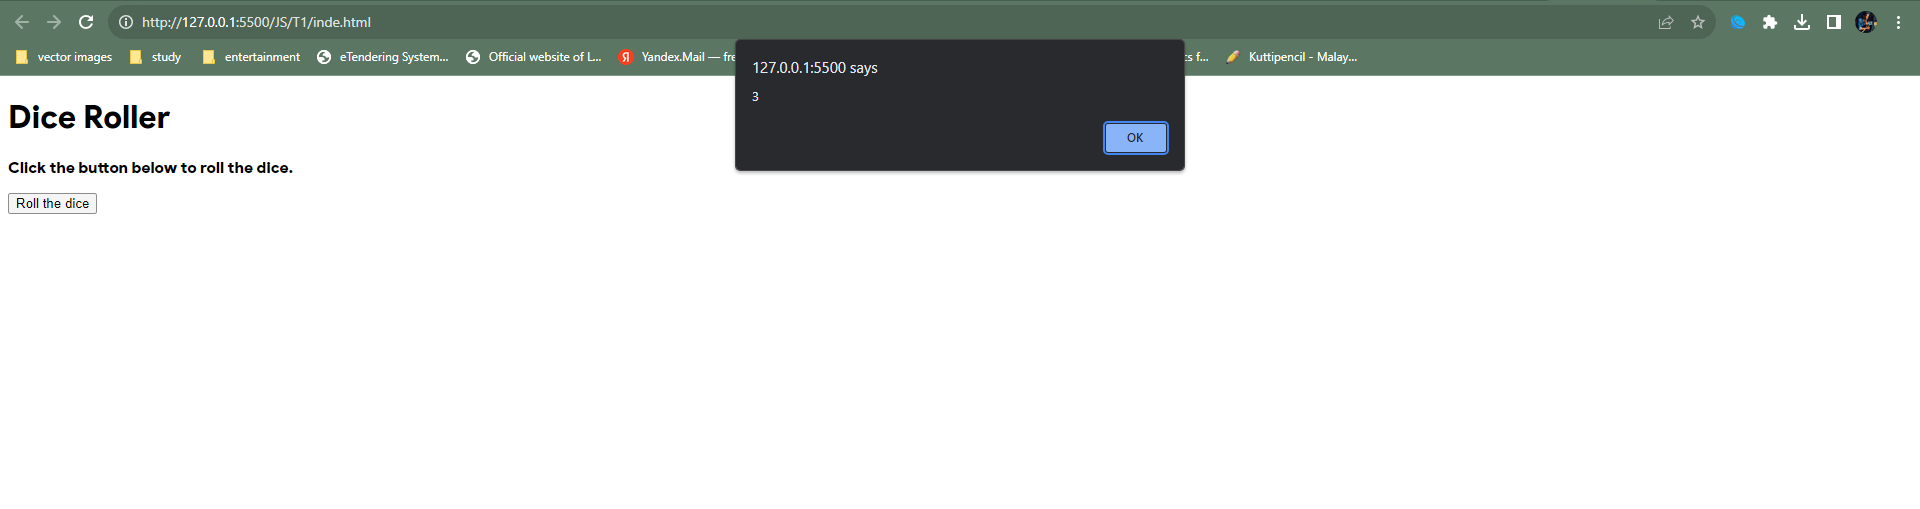 http://127.0.0.1:5500/JS/T1/inde.html
vector images study entertainment eTendering System... Official website of L... Yandex.Mail — fre f... Kuttipencil - Malay...
127.0.0.1:5500 says
3
OK
Dice Roller
Click the button below to roll the dice.
Roll the dice